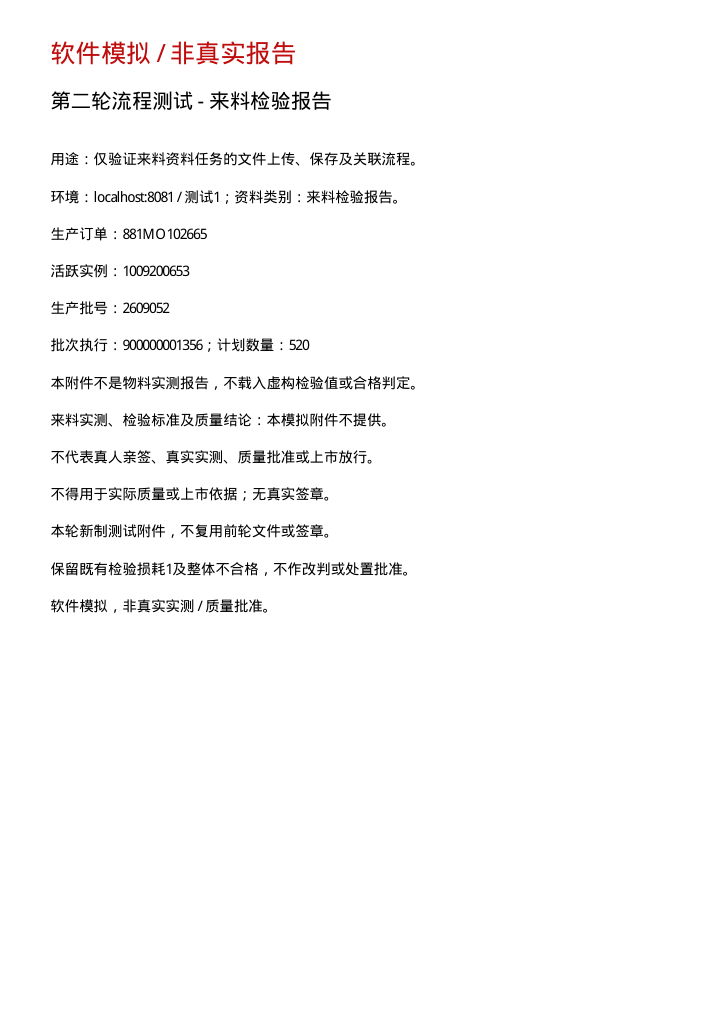 软件模拟 / 非真实报告
第二轮流程测试 - 来料检验报告
用途：仅验证来料资料任务的文件上传、保存及关联流程。
环境：localhost:8081 / 测试1；资料类别：来料检验报告。
生产订单：881MO102665
活跃实例：1009200653
生产批号：2609052
批次执行：900000001356；计划数量：520
本附件不是物料实测报告，不载入虚构检验值或合格判定。
来料实测、检验标准及质量结论：本模拟附件不提供。
不代表真人亲签、真实实测、质量批准或上市放行。
不得用于实际质量或上市依据；无真实签章。
本轮新制测试附件，不复用前轮文件或签章。
保留既有检验损耗1及整体不合格，不作改判或处置批准。
软件模拟，非真实实测 / 质量批准。